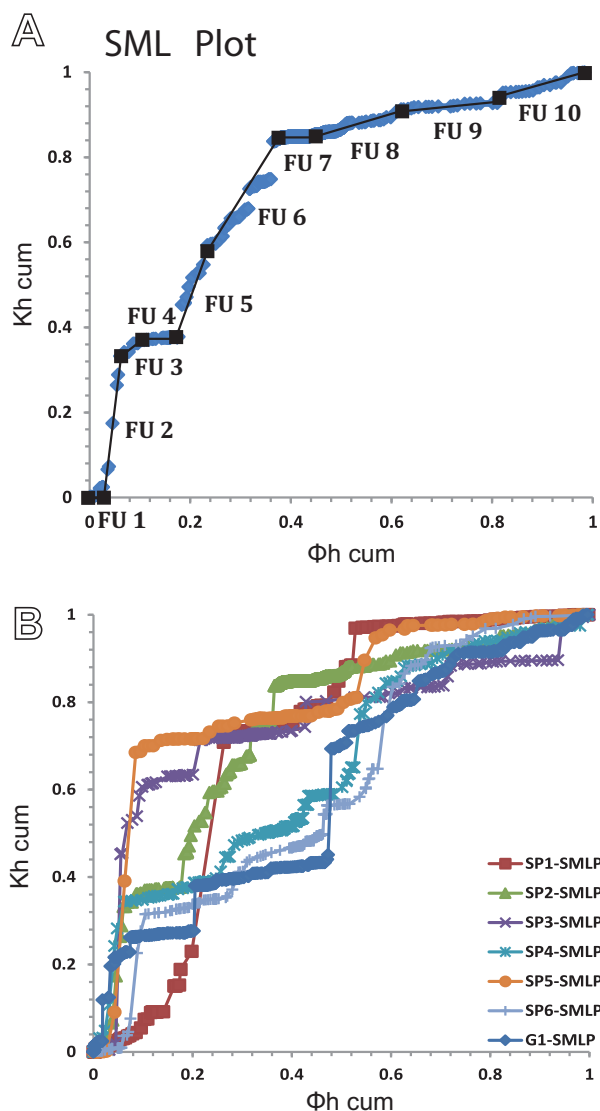 A
SML Plot
1
0.8
0.6
0.4
0.2
0
Kh cum
FU 1
FU 2
FU 3
FU 4
FU 5
FU 6
FU 7
FU 8
FU 9
FU 10
0 0.2 0.4 0.6 0.8 1
Φh cum
B
1
0.8
0.6
0.4
0.2
0
Kh cum
SP1-SMLP
SP2-SMLP
SP3-SMLP
SP4-SMLP
SP5-SMLP
SP6-SMLP
G1-SMLP
0 0.2 0.4 0.6 0.8 1
Φh cum